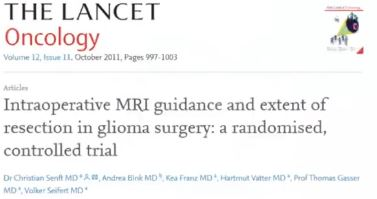 THE LANCET
Oncology
Volume 12, Issue 11, October 2011, Pages 997-1003
Articles
Intraoperative MRI guidance and extent of
resection in glioma surgery: a randomised,
controlled trial
Dr Christian Senft MD a, Andrea Bink MD b, Kea Franz MD a, Hartmut Vatter MD a, Prof Thomas Gasser
MD a, Volker Seifert MD a